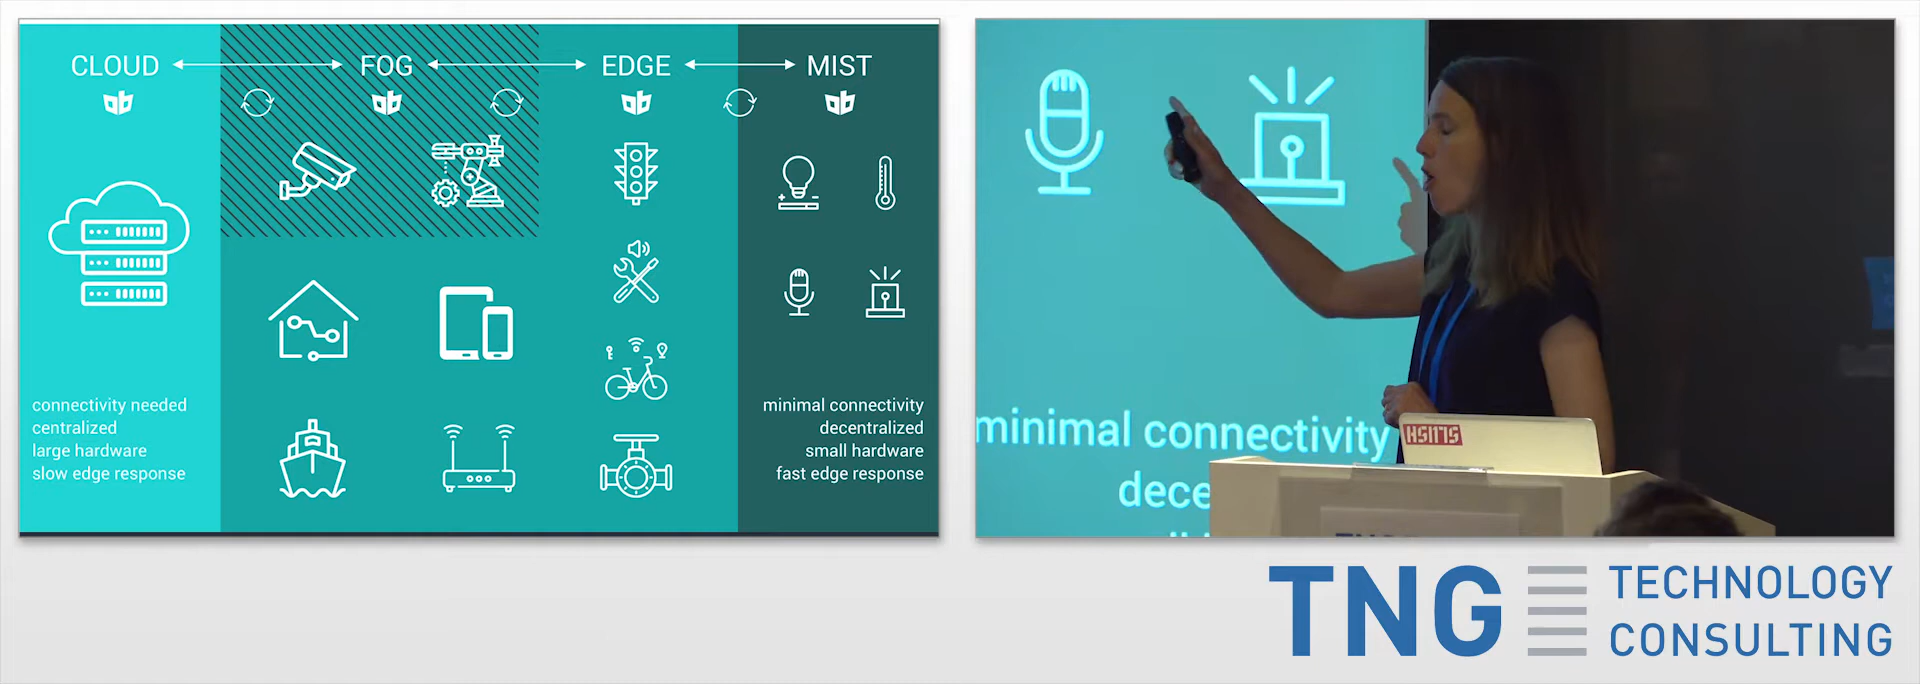 CLOUD
FOG
EDGE
MIST
connectivity needed
centralized
large hardware
slow edge response
minimal connectivity
decentralized
small hardware
fast edge response
minimal connectivity
dece
HSILLS
TNG
TECHNOLOGY
CONSULTING